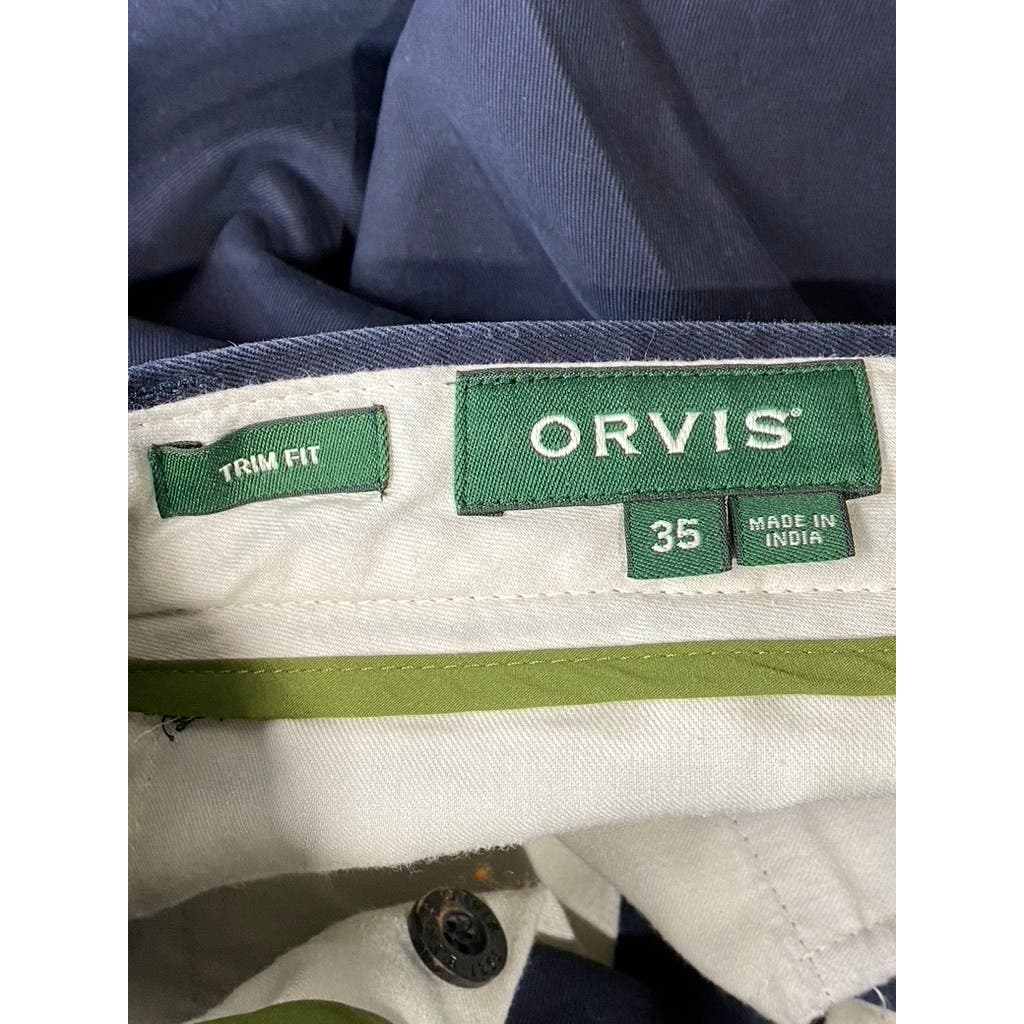 TRIM FIT
ORVIS®
35
MADE IN
INDIA